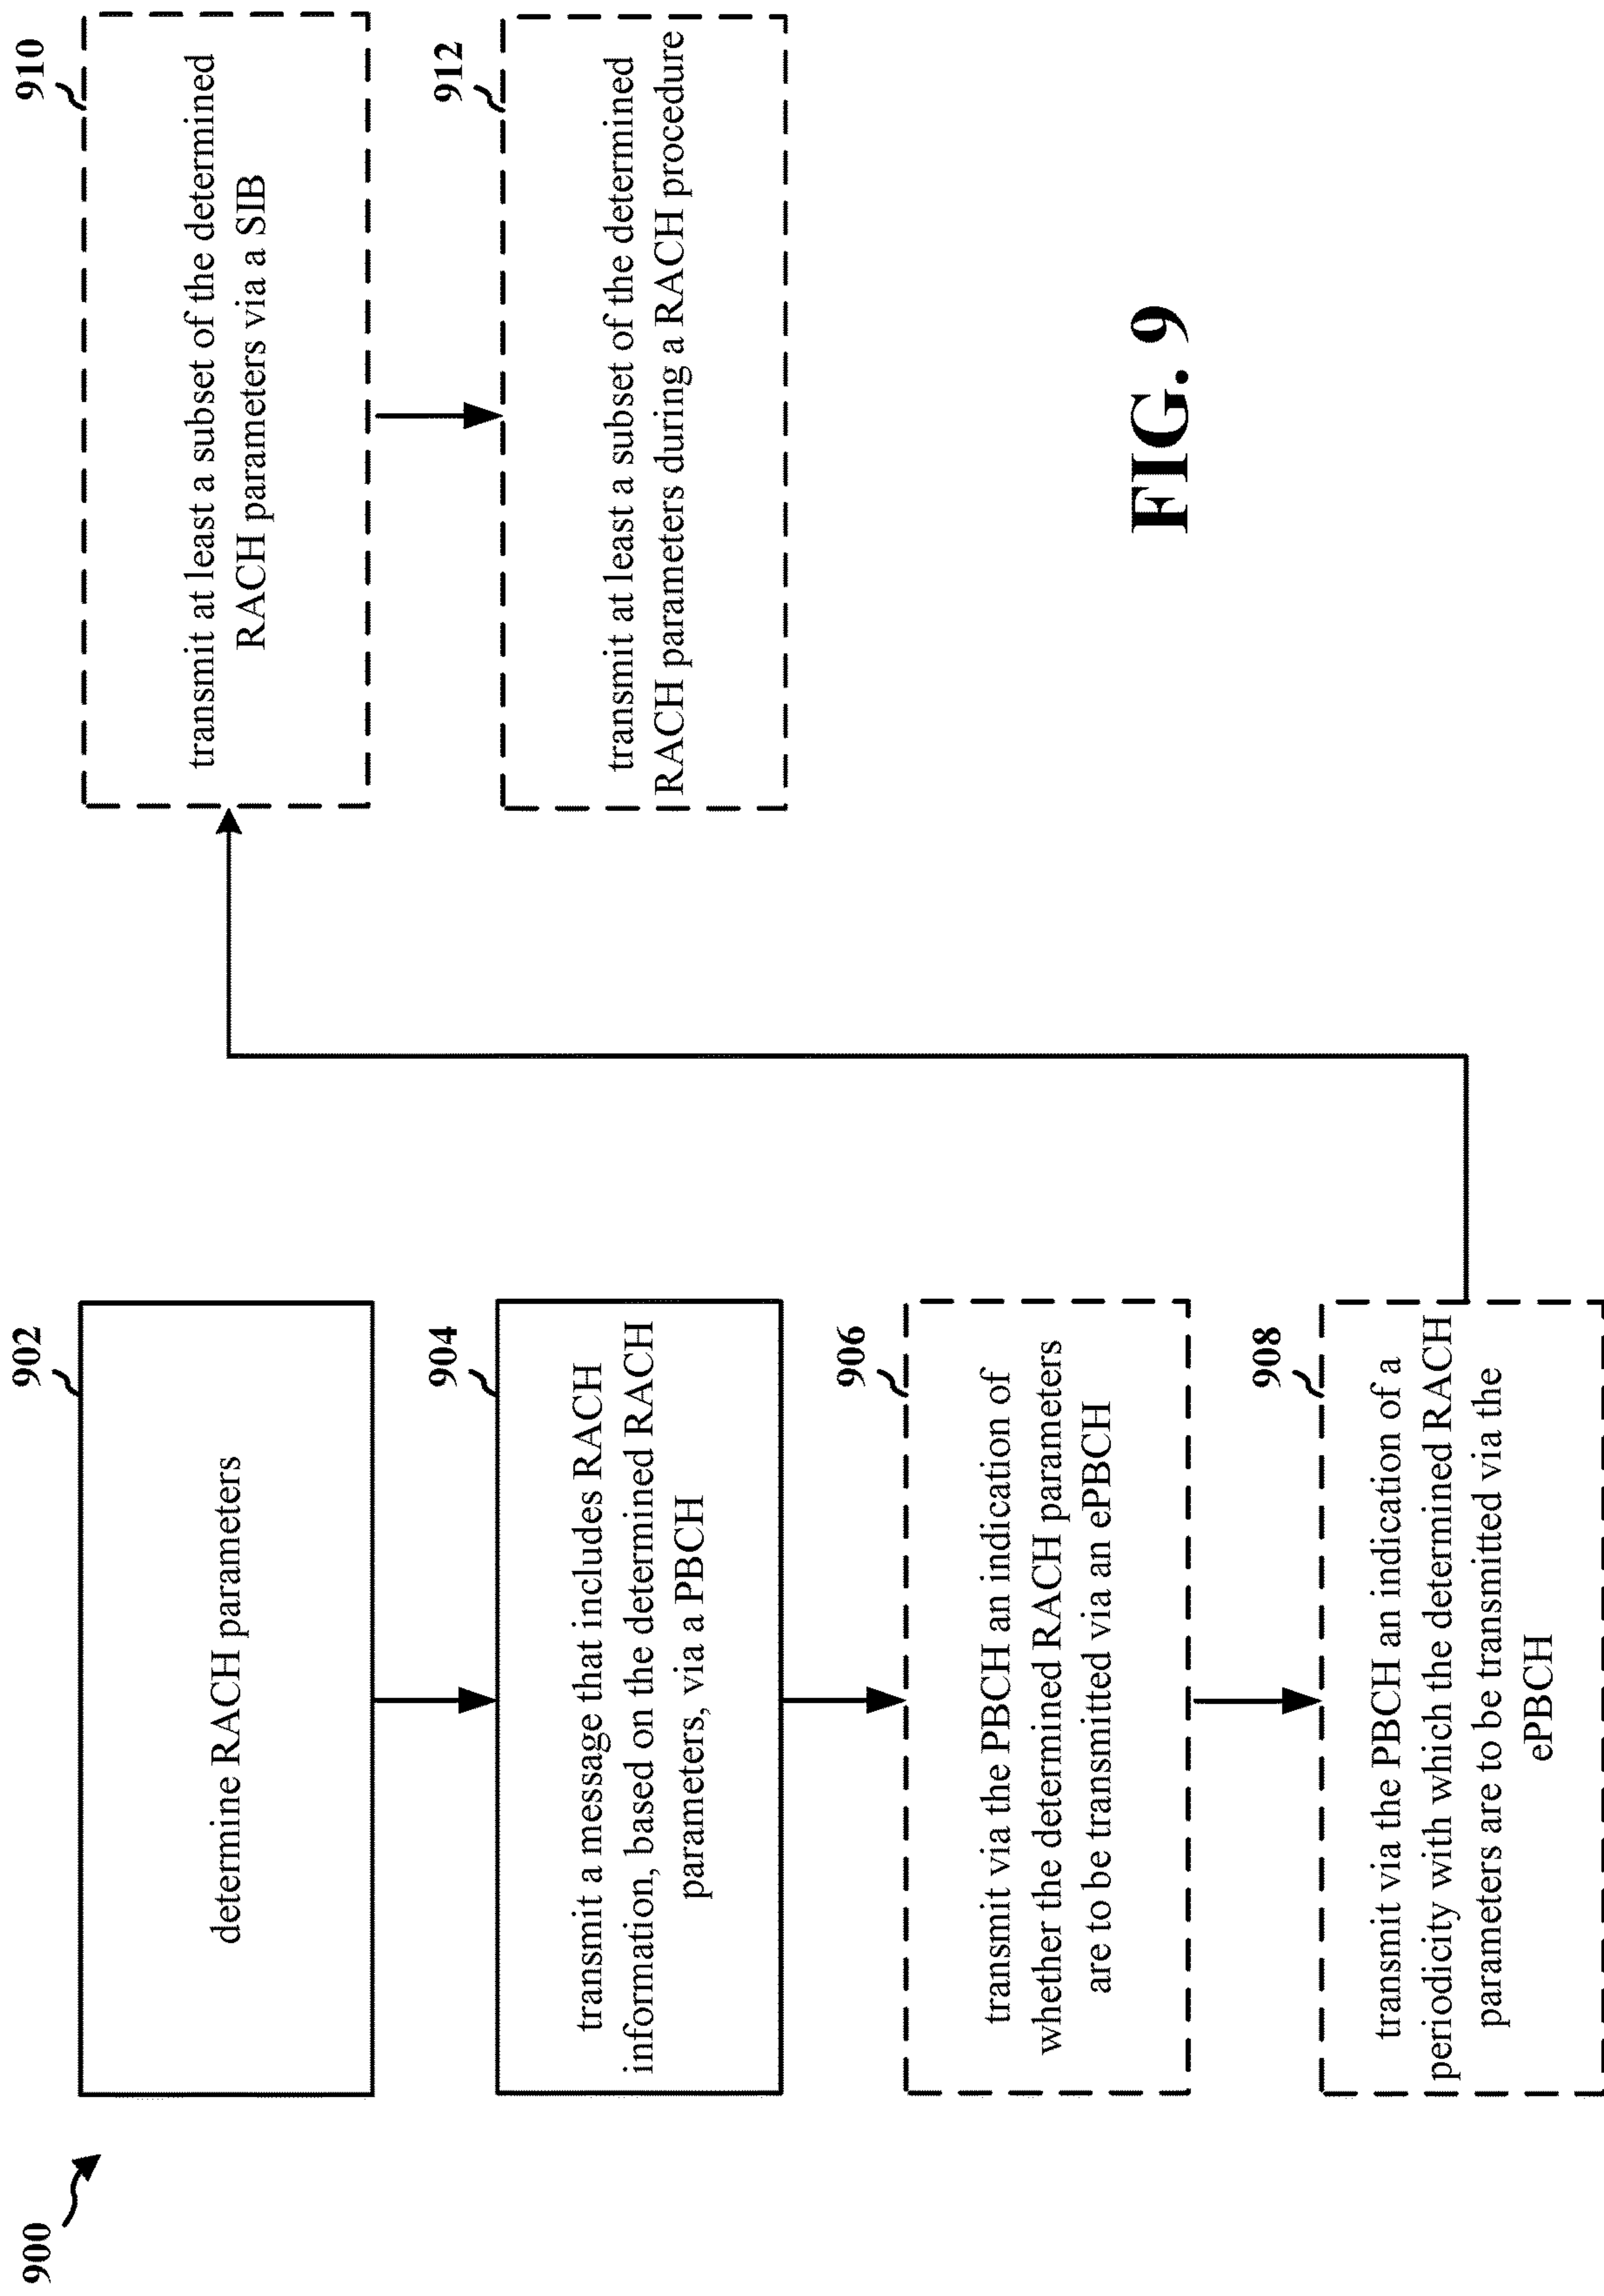 900
902
determine RACH parameters
904
transmit a message that includes RACH
information, based on the determined RACH
parameters, via a PBCH
906
transmit via the PBCH an indication of
whether the determined RACH parameters
are to be transmitted via an ePBCH
908
transmit via the PBCH an indication of a
periodicity with which the determined RACH
parameters are to be transmitted via the
ePBCH
910
transmit at least a subset of the determined
RACH parameters via a SIB
912
transmit at least a subset of the determined
RACH parameters during a RACH procedure
FIG. 9